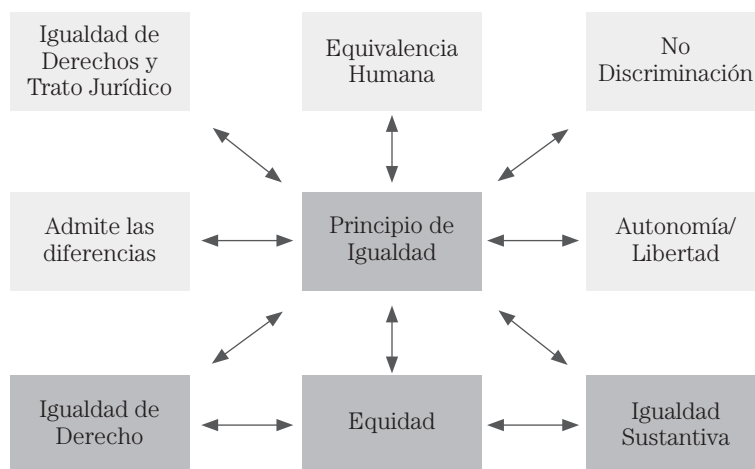 Igualdad de
Derechos y
Trato Jurídico
Equivalencia
Humana
No
Discriminación
Admite las
diferencias
Principio de
Igualdad
Autonomía/
Libertad
Igualdad de
Derecho
Equidad
Igualdad
Sustantiva